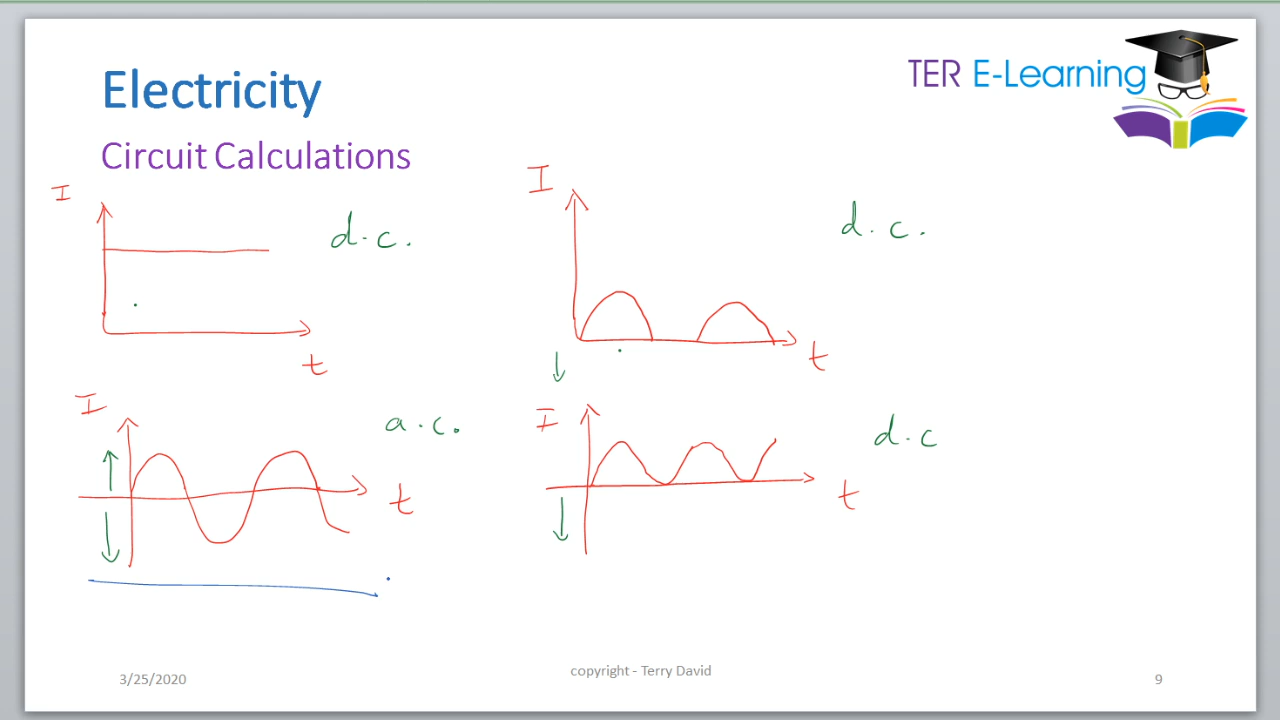 Electricity
TER E-Learning
Circuit Calculations
I
d.c.
t
I
d.c.
t
I
a.c.
t
I
d.c
t
3/25/2020
copyright - Terry David
9